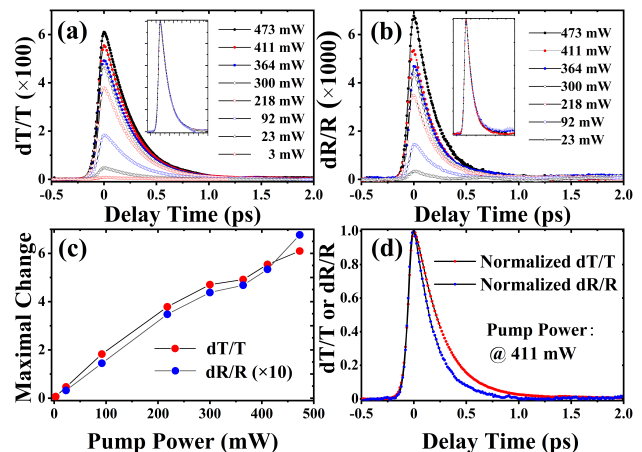 (a)
473 mW
411 mW
364 mW
300 mW
218 mW
92 mW
23 mW
3 mW
dT/T (×100)
6
4
2
0
-0.5 0 0.5 1.0 1.5 2.0
Delay Time (ps)
(b)
473 mW
411 mW
364 mW
300 mW
218 mW
92 mW
23 mW
dR/R (×1000)
6
4
2
0
-0.5 0 0.5 1.0 1.5 2.0
Delay Time (ps)
(c)
Maximal Change
6
4
2
0
dT/T
dR/R (×10)
0 100 200 300 400 500
Pump Power (mW)
(d)
dT/T or dR/R
1.0
0.8
0.6
0.4
0.2
0
Normalized dT/T
Normalized dR/R
Pump Power:
@ 411 mW
-0.5 0 0.5 1.0 1.5 2.0
Delay Time (ps)